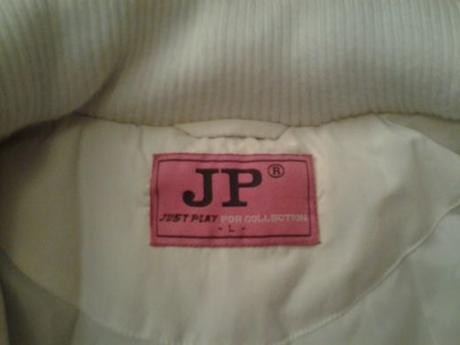 JP®
JUST PLAY FOR COLLECTION
- L -